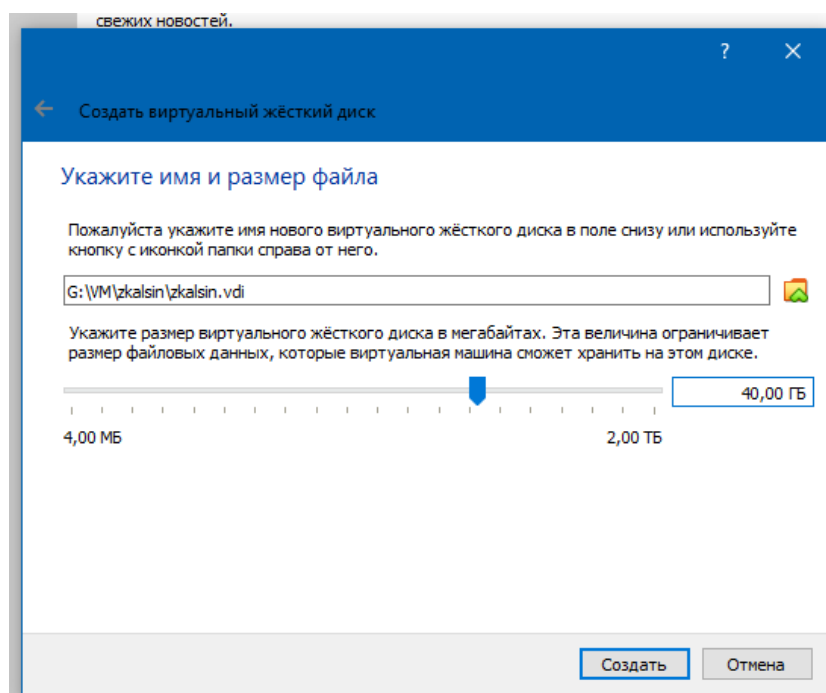 свежих новостей.
?
Создать виртуальный жёсткий диск
Укажите имя и размер файла
Пожалуйста укажите имя нового виртуального жёсткого диска в поле снизу или используйте
кнопку с иконкой папки справа от него.
G:\VM\zkalsin\zkalsin.vdi
Укажите размер виртуального жёсткого диска в мегабайтах. Эта величина ограничивает
размер файловых данных, которые виртуальная машина сможет хранить на этом диске.
40,00 ГБ
4,00 МБ 2,00 ТБ
Создать Отмена